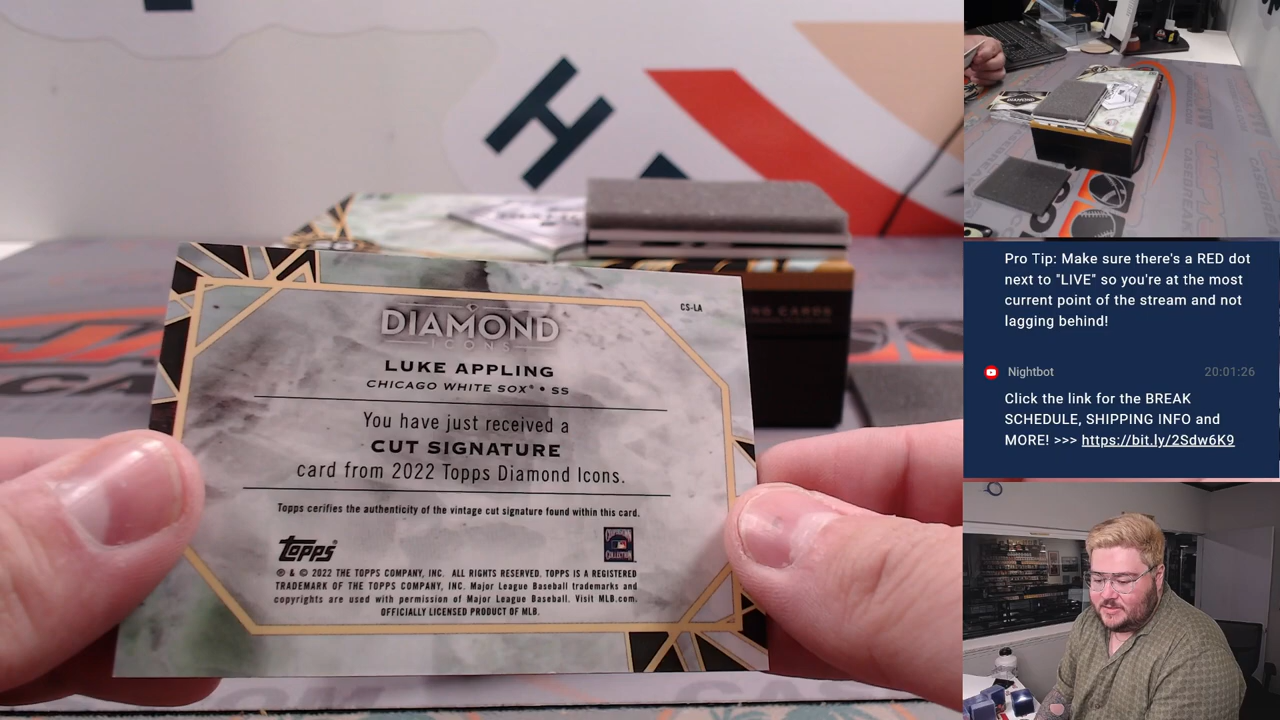 CS-LA
DIAMOND
ICONS
LUKE APPLING
CHICAGO WHITE SOX® • SS
You have just received a
CUT SIGNATURE
card from 2022 Topps Diamond Icons.
Topps cerifies the authenticity of the vintage cut signature found within this card.
topps
® & © 2022 THE TOPPS COMPANY, INC. ALL RIGHTS RESERVED. TOPPS IS A REGISTERED
TRADEMARK OF THE TOPPS COMPANY, INC. Major League Baseball trademarks and
copyrights are used with permission of Major League Baseball. Visit MLB.com.
OFFICIALLY LICENSED PRODUCT OF MLB.
Pro Tip: Make sure there's a RED dot
next to "LIVE" so you're at the most
current point of the stream and not
lagging behind!
Nightbot 20:01:26
Click the link for the BREAK
SCHEDULE, SHIPPING INFO and
MORE! >>> https://bit.ly/2Sdw6K9